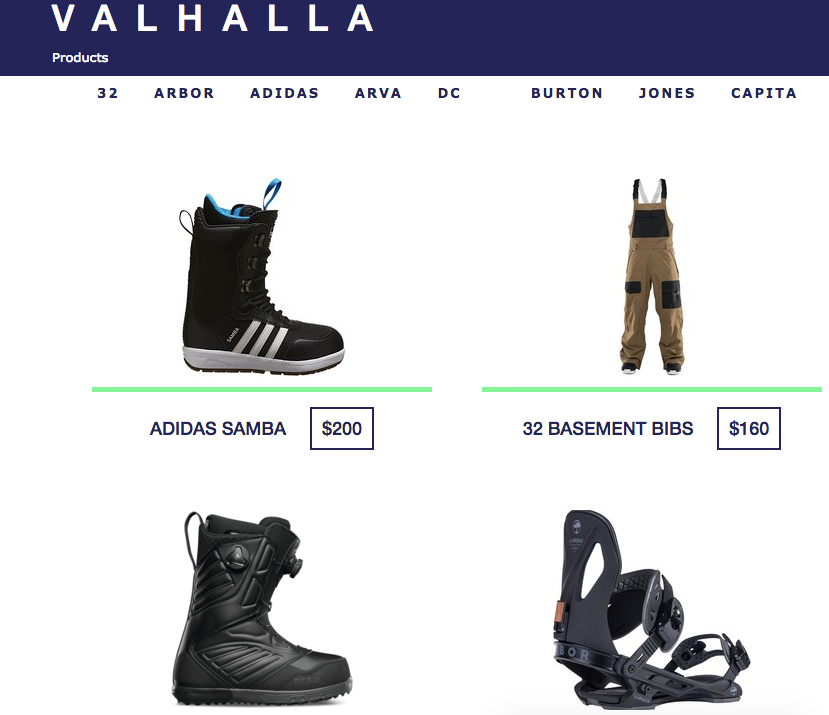 VALHALLA
Products
32 ARBOR ADIDAS ARVA DC BURTON JONES CAPITA
SAMBA
ADIDAS SAMBA $200
32 BASEMENT BIBS $160
BOR